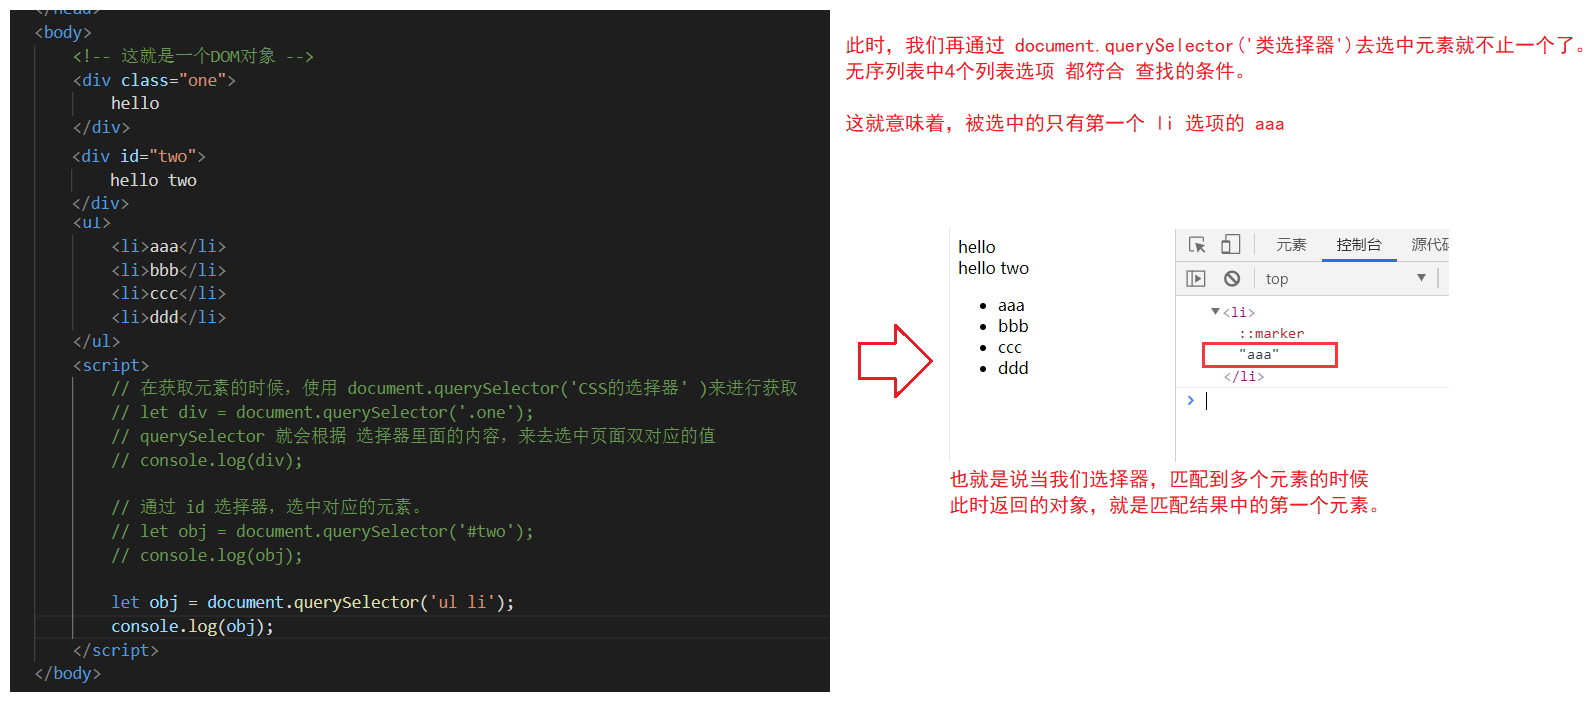 </head>
<body>
<!-- 这就是一个DOM对象 -->
<div class="one">
hello
</div>
<div id="two">
hello two
</div>
<ul>
<li>aaa</li>
<li>bbb</li>
<li>ccc</li>
<li>ddd</li>
</ul>
<script>
// 在获取元素的时候，使用 document.querySelector('CSS的选择器' )来进行获取
// let div = document.querySelector('.one');
// querySelector 就会根据 选择器里面的内容，来去选中页面双对应的值
// console.log(div);
// 通过 id 选择器，选中对应的元素。
// let obj = document.querySelector('#two');
// console.log(obj);
let obj = document.querySelector('ul li');
console.log(obj);
</script>
</body>
此时，我们再通过 document.querySelector('类选择器')去选中元素就不止一个了。
无序列表中4个列表选项 都符合 查找的条件。
这就意味着，被选中的只有第一个 li 选项的 aaa
hello
hello two
• aaa
• bbb
• ccc
• ddd
元素 控制台 源代码
top
<li>
::marker
"aaa"
</li>
也就是说当我们选择器，匹配到多个元素的时候
此时返回的对象，就是匹配结果中的第一个元素。